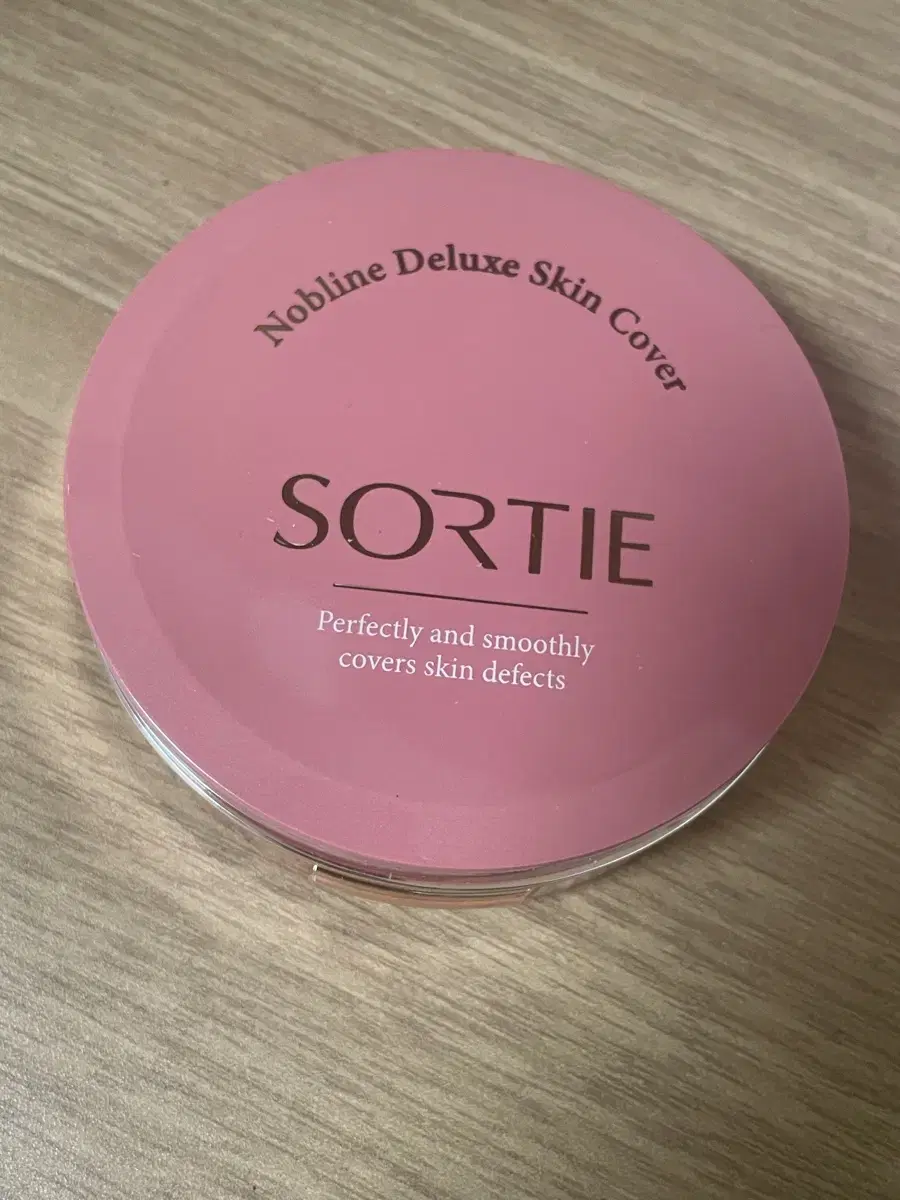 Nobline Deluxe Skin Cover
SORTIE
Perfectly and smoothly
covers skin defects